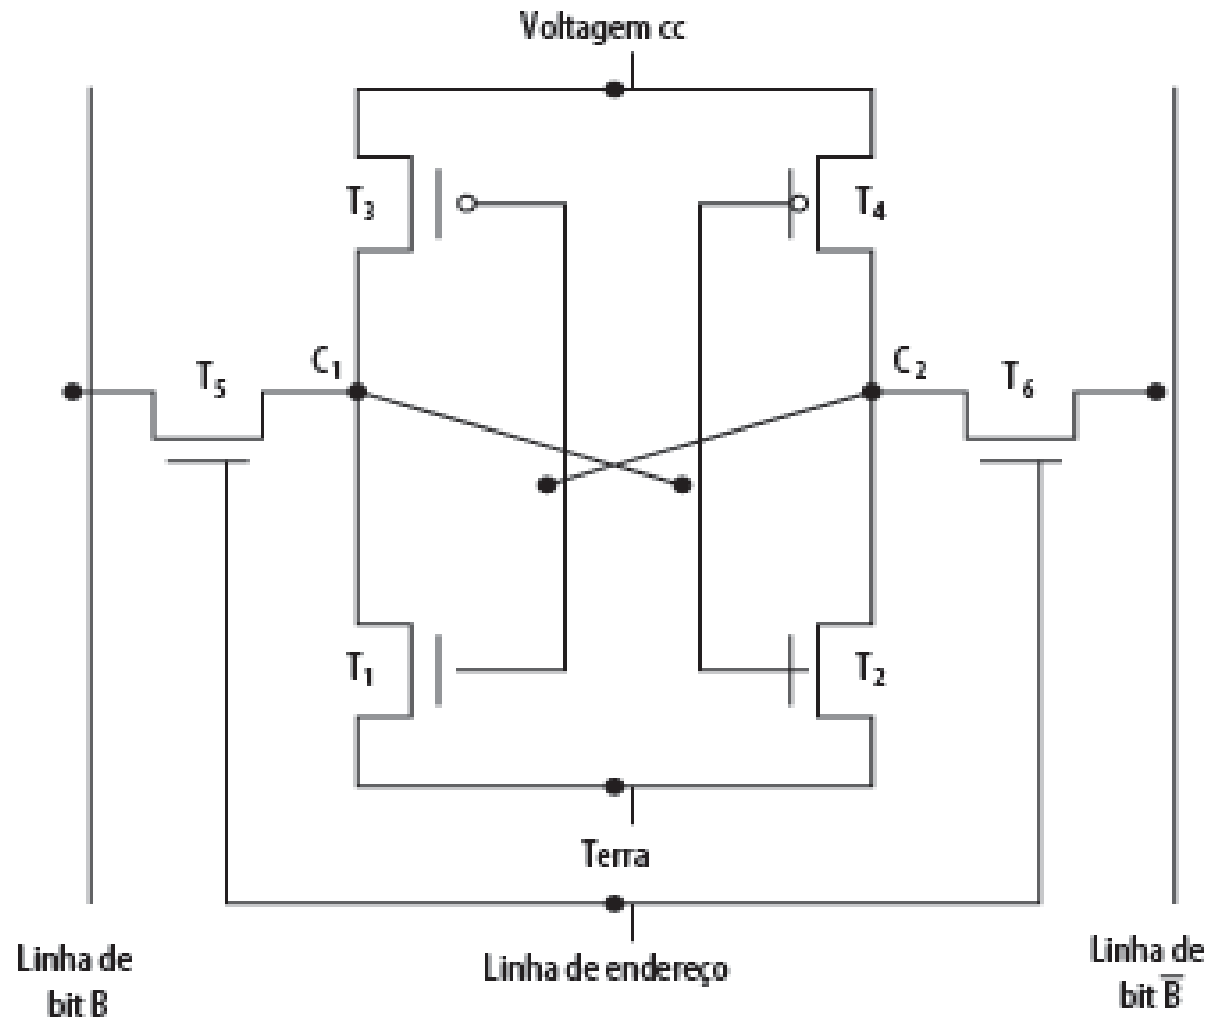 Voltagem cc
T3
T4
T5
C1
C2
T6
T1
T2
Terra
Linha de
bit B
Linha de endereço
Linha de
bit B̅